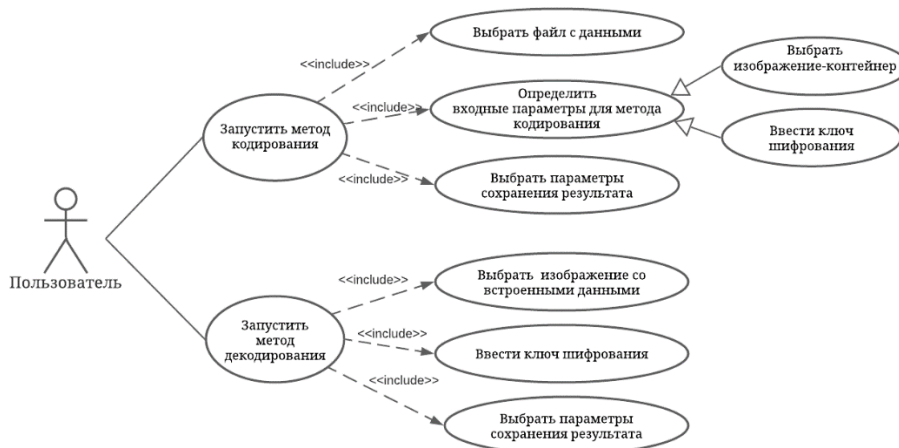 Выбрать файл с данными
<<include>>
Выбрать
изображение-контейнер
Определить
входные параметры для метода
кодирования
<<include>>
Запустить метод
кодирования
Ввести ключ
шифрования
<<include>>
Выбрать параметры
сохранения результата
Пользователь
<<include>>
Выбрать изображение со
встроенными данными
Запустить
метод
декодирования
<<include>>
Ввести ключ шифрования
<<include>>
Выбрать параметры
сохранения результата